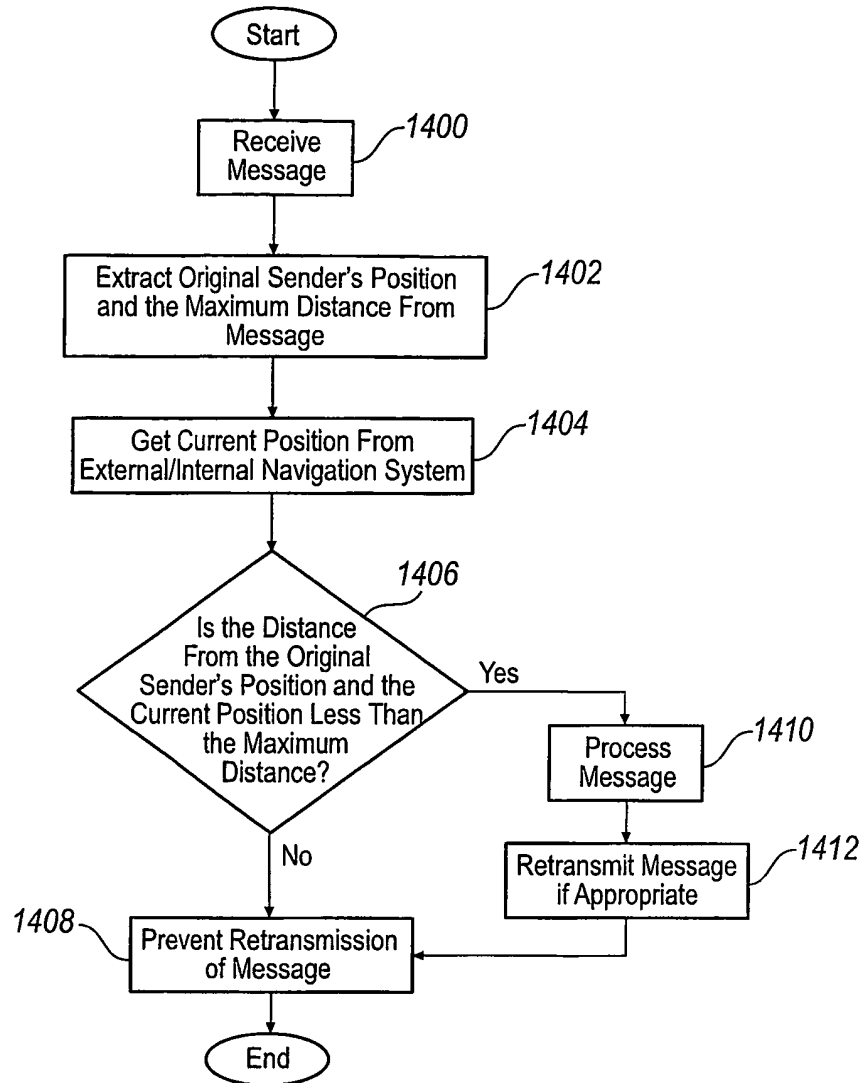 Start
1400
Receive
Message
1402
Extract Original Sender's Position
and the Maximum Distance From
Message
1404
Get Current Position From
External/Internal Navigation System
1406
Is the Distance
From the Original
Sender's Position and the
Current Position Less Than
the Maximum
Distance?
Yes
1410
Process
Message
No
1412
Retransmit Message
if Appropriate
1408
Prevent Retransmission
of Message
End